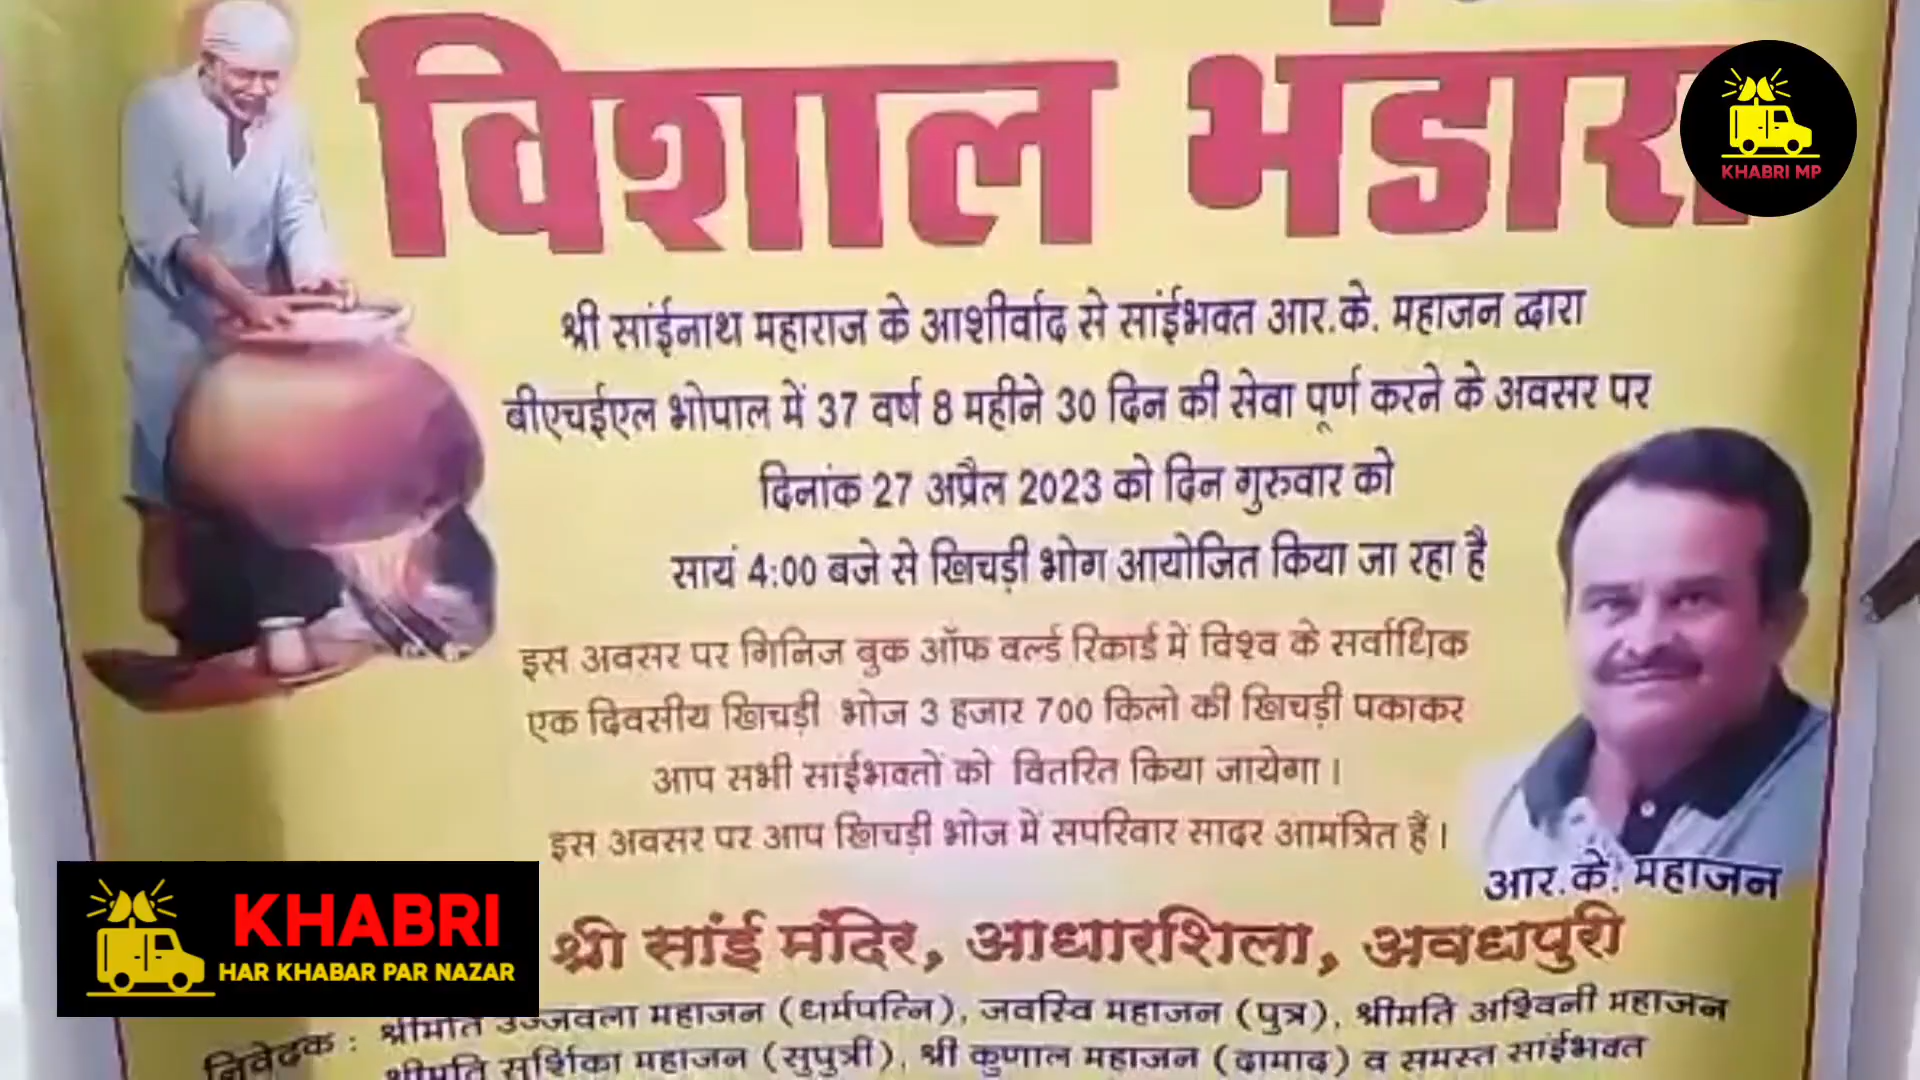 विशाल भंडारा
KHABRI MP
श्री सांईनाथ महाराज के आशीर्वाद से सांईभक्त आर.के. महाजन द्वारा
बीएचईएल भोपाल में 37 वर्ष 8 महीने 30 दिन की सेवा पूर्ण करने के अवसर पर
दिनांक 27 अप्रैल 2023 को दिन गुरुवार को
सायं 4:00 बजे से खिचड़ी भोग आयोजित किया जा रहा है
इस अवसर पर गिनिज बुक ऑफ वर्ल्ड रिकार्ड में विश्व के सर्वाधिक
एक दिवसीय खिचड़ी भोज 3 हजार 700 किलो की खिचड़ी पकाकर
आप सभी सांईभक्तों को वितरित किया जायेगा।
इस अवसर पर आप खिचड़ी भोज में सपरिवार सादर आमंत्रित हैं।
आर.के. महाजन
श्री सांई मंदिर, आधारशिला, अवधपुरी
KHABRI
HAR KHABAR PAR NAZAR
निवेदक : श्रीमति उज्जवला महाजन (धर्मपत्नि), जवस्वि महाजन (पुत्र), श्रीमति अश्विनी महाजन
श्रीमति सुर्शिका महाजन (सुपुत्री), श्री कुणाल महाजन (दामाद) व समस्त सांईभक्त